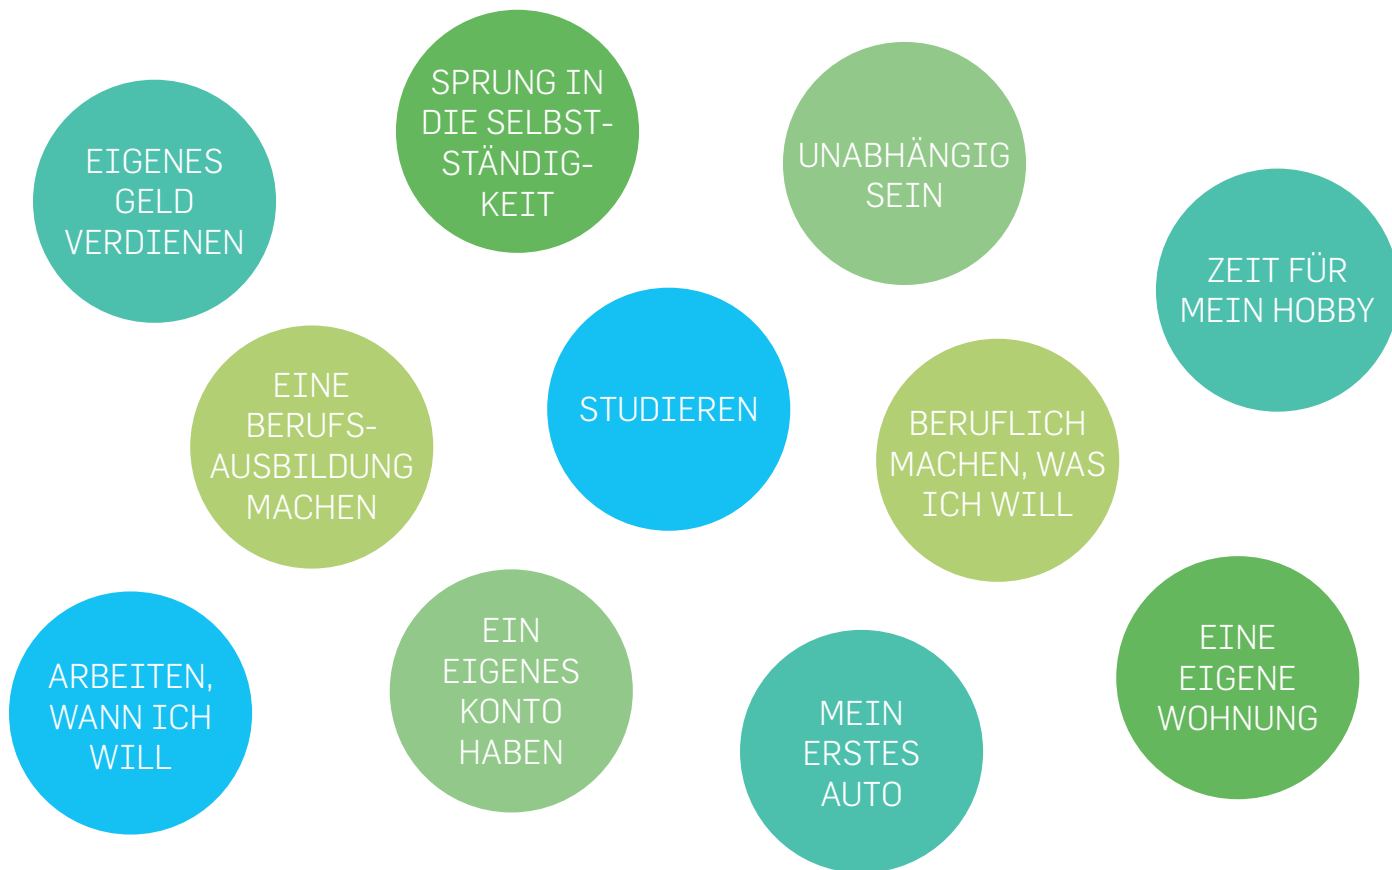 SPRUNG IN
DIE SELBST-
STÄNDIG-
KEIT
UNABHÄNGIG
SEIN
EIGENES
GELD
VERDIENEN
ZEIT FÜR
MEIN HOBBY
EINE
BERUFS-
AUSBILDUNG
MACHEN
STUDIEREN
BERUFLICH
MACHEN, WAS
ICH WILL
ARBEITEN,
WANN ICH
WILL
EIN
EIGENES
KONTO
HABEN
MEIN
ERSTES
AUTO
EINE
EIGENE
WOHNUNG